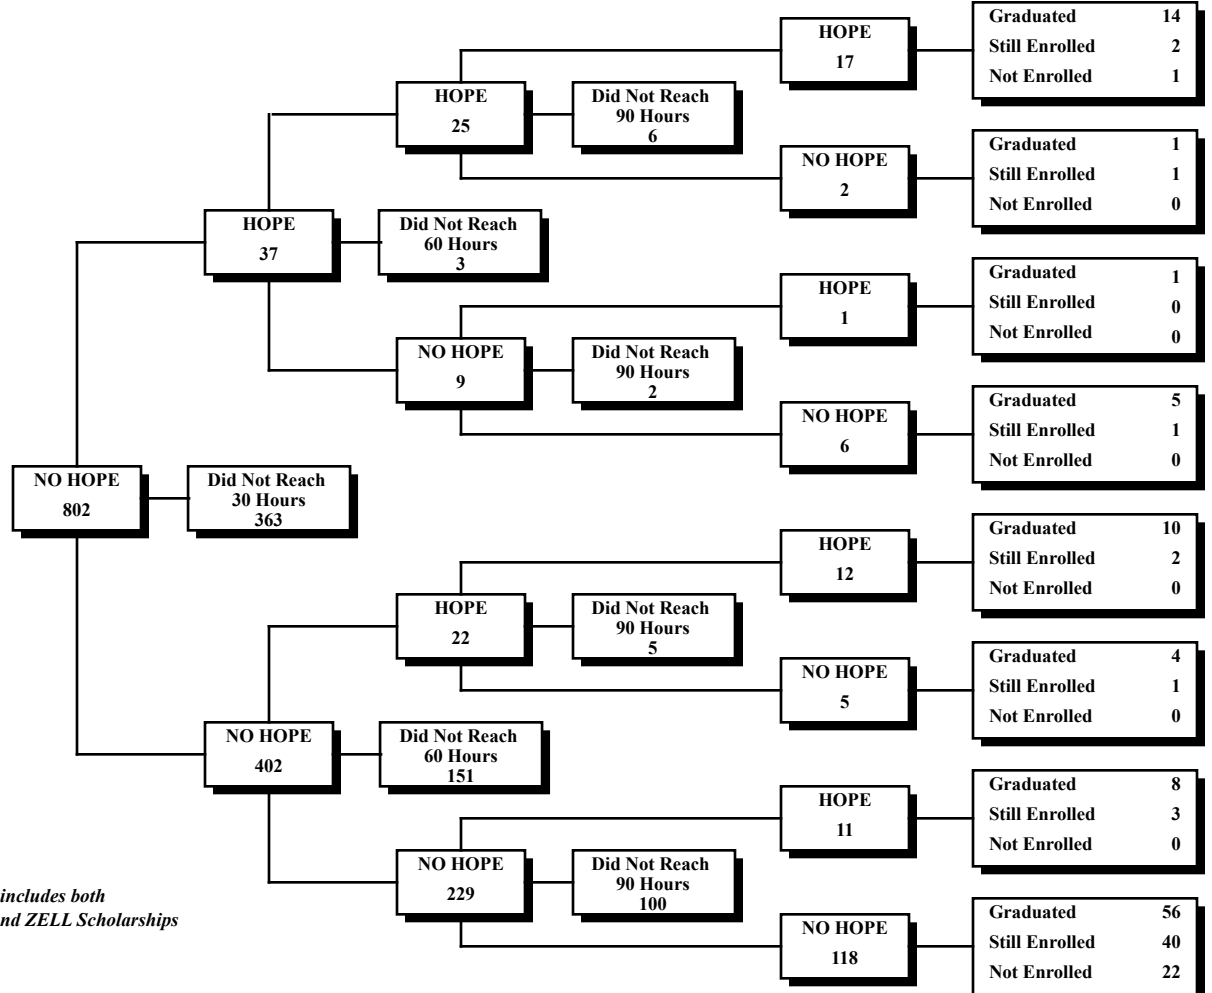 HOPE
17
Graduated 14
Still Enrolled 2
Not Enrolled 1
HOPE
25
Did Not Reach
90 Hours
6
NO HOPE
2
Graduated 1
Still Enrolled 1
Not Enrolled 0
HOPE
37
Did Not Reach
60 Hours
3
HOPE
1
Graduated 1
Still Enrolled 0
Not Enrolled 0
NO HOPE
9
Did Not Reach
90 Hours
2
NO HOPE
6
Graduated 5
Still Enrolled 1
Not Enrolled 0
NO HOPE
802
Did Not Reach
30 Hours
363
HOPE
12
Graduated 10
Still Enrolled 2
Not Enrolled 0
HOPE
22
Did Not Reach
90 Hours
5
NO HOPE
5
Graduated 4
Still Enrolled 1
Not Enrolled 0
NO HOPE
402
Did Not Reach
60 Hours
151
HOPE
11
Graduated 8
Still Enrolled 3
Not Enrolled 0
NO HOPE
229
Did Not Reach
90 Hours
100
NO HOPE
118
Graduated 56
Still Enrolled 40
Not Enrolled 22
includes both
nd ZELL Scholarships